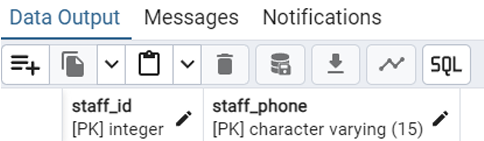 Data Output Messages Notifications
SQL
staff_id staff_phone
[PK] integer [PK] character varying (15)